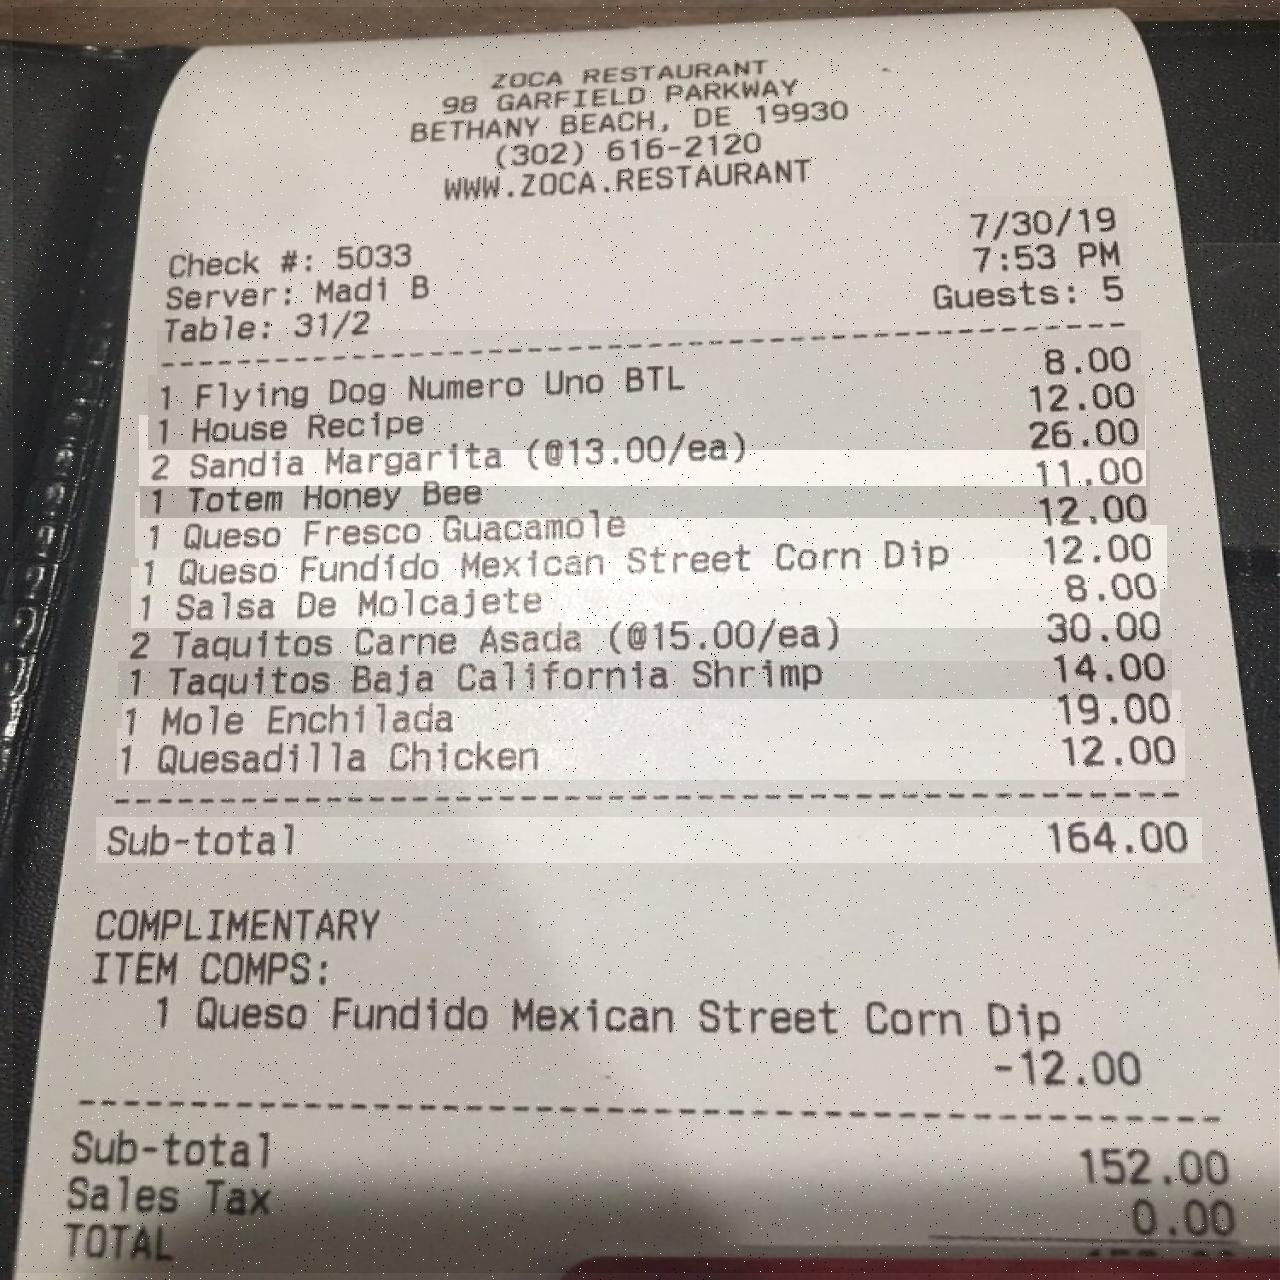 ZOCA RESTAURANT
98 GARFIELD PARKWAY
BETHANY BEACH, DE 19930
(302) 616-2120
WWW.ZOCA.RESTAURANT
7/30/19
Check #: 5033 7:53 PM
Server: Madi B Guests: 5
Table: 31/2
1 Flying Dog Numero Uno BTL 8.00
1 House Recipe 12.00
2 Sandia Margarita (@13.00/ea) 26.00
1 Totem Honey Bee 11.00
1 Queso Fresco Guacamole 12.00
1 Queso Fundido Mexican Street Corn Dip 12.00
1 Salsa De Molcajete 8.00
2 Taquitos Carne Asada (@15.00/ea) 30.00
1 Taquitos Baja California Shrimp 14.00
1 Mole Enchilada 19.00
1 Quesadilla Chicken 12.00
Sub-total 164.00
COMPLIMENTARY
ITEM COMPS:
1 Queso Fundido Mexican Street Corn Dip
-12.00
Sub-total 152.00
Sales Tax 0.00
TOTAL